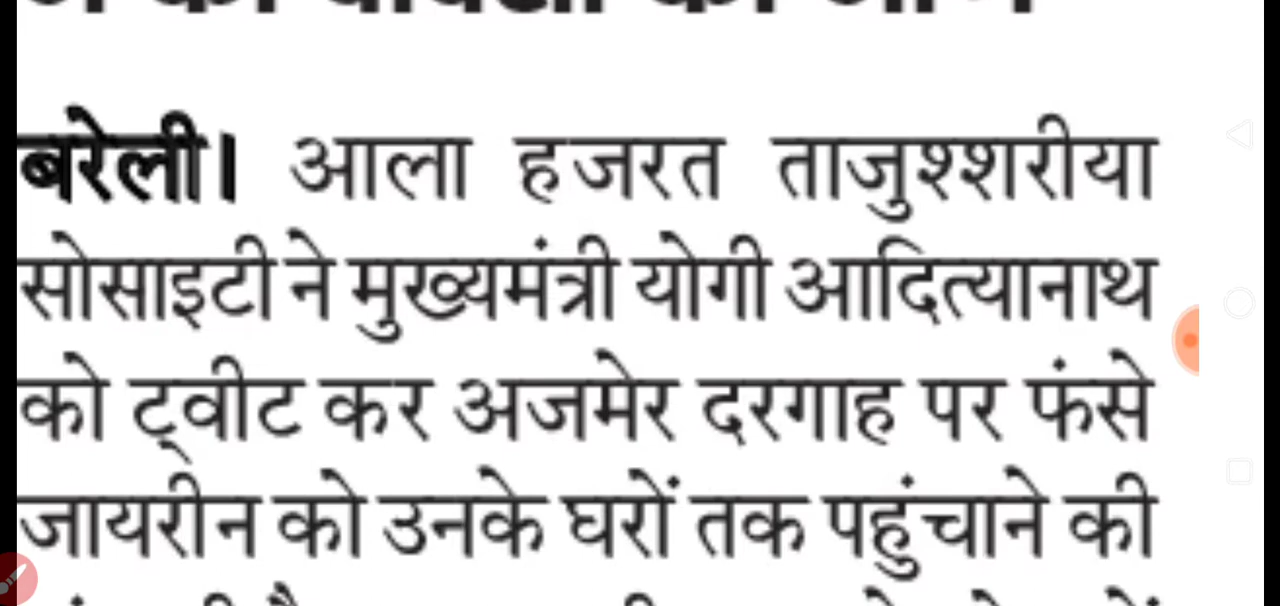 बरेली। आला हजरत ताजुश्शरीया
सोसाइटी ने मुख्यमंत्री योगी आदित्यानाथ
को ट्वीट कर अजमेर दरगाह पर फंसे
जायरीन को उनके घरों तक पहुंचाने की